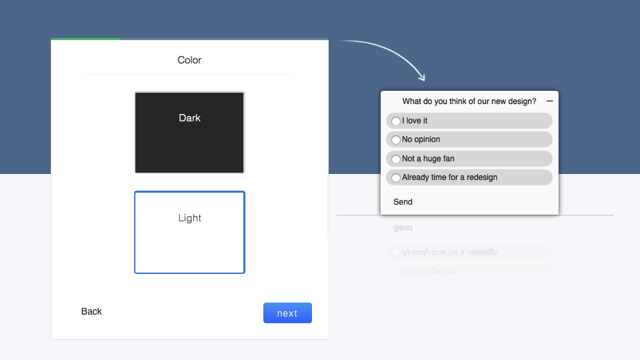 Color
Dark
Light
Back
next
What do you think of our new design?
I love it
No opinion
Not a huge fan
Already time for a redesign
Send